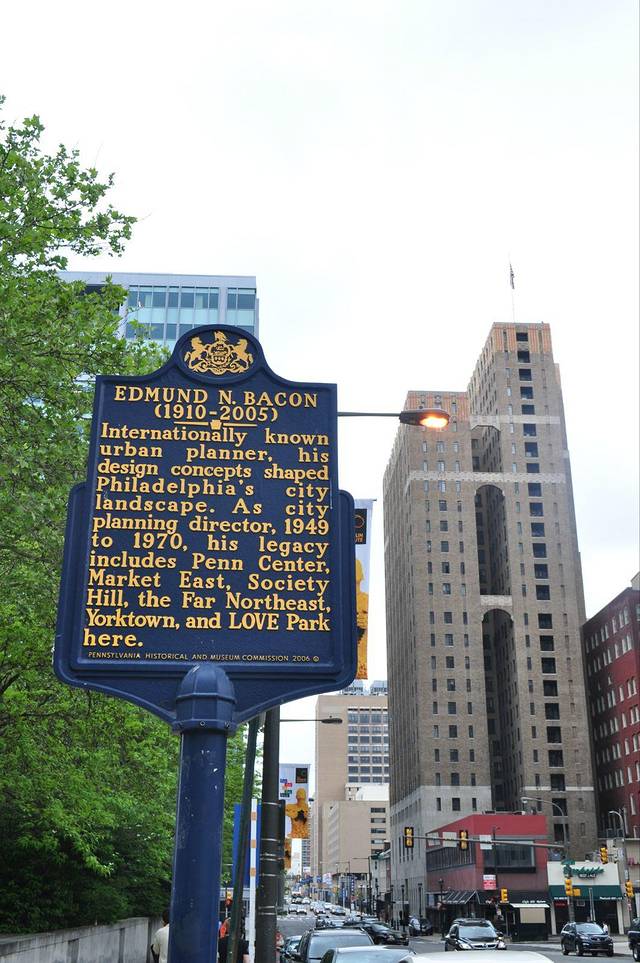 EDMUND N. BACON
(1910-2005)
Internationally known
urban planner, his
design concepts shaped
Philadelphia's city
landscape. As city
planning director, 1949
to 1970, his legacy
includes Penn Center,
Market East, Society
Hill, the Far Northeast,
Yorktown, and LOVE Park
here.
PENNSYLVANIA HISTORICAL AND MUSEUM COMMISSION 2006 ©